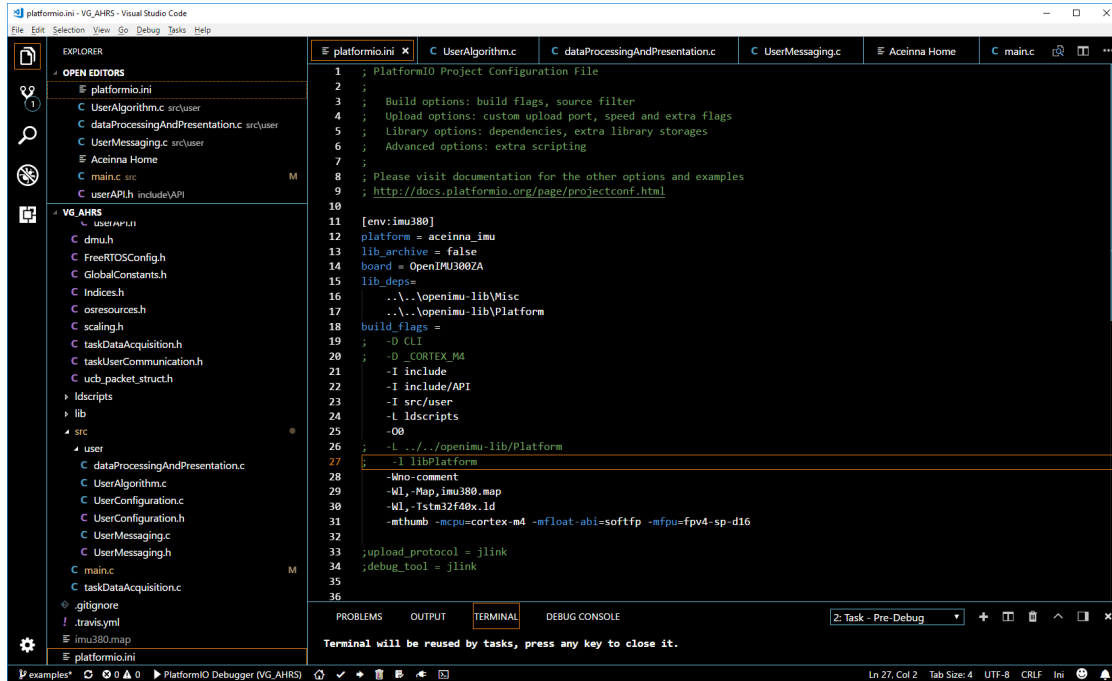 platformio.ini - VG_AHRS - Visual Studio Code
File Edit Selection View Go Debug Tasks Help
EXPLORER
OPEN EDITORS
platformio.ini
C UserAlgorithm.c src\user
C dataProcessingAndPresentation.c src\user
C UserMessaging.c src\user
Aceinna Home
C main.c src M
C userAPI.h include\API
1
VG_AHRS
C userAPI.h
C dmu.h
C FreeRTOSConfig.h
C GlobalConstants.h
C Indices.h
C osresources.h
C scaling.h
C taskDataAcquisition.h
C taskUserCommunication.h
C ucb_packet_struct.h
ldscripts
lib
src
user
C dataProcessingAndPresentation.c
C UserAlgorithm.c
C UserConfiguration.c
C UserConfiguration.h
C UserMessaging.c
C UserMessaging.h
C main.c M
C taskDataAcquisition.c
.gitignore
! .travis.yml
imu380.map
platformio.ini
platformio.ini × C UserAlgorithm.c C dataProcessingAndPresentation.c C UserMessaging.c Aceinna Home C main.c
1 ; PlatformIO Project Configuration File
2 ;
3 ;   Build options: build flags, source filter
4 ;   Upload options: custom upload port, speed and extra flags
5 ;   Library options: dependencies, extra library storages
6 ;   Advanced options: extra scripting
7 ;
8 ; Please visit documentation for the other options and examples
9 ; http://docs.platformio.org/page/projectconf.html
10
11 [env:imu380]
12 platform = aceinna_imu
13 lib_archive = false
14 board = OpenIMU300ZA
15 lib_deps=
16     ..\..\openimu-lib\Misc
17     ..\..\openimu-lib\Platform
18 build_flags =
19 ;   -D CLI
20 ;   -D _CORTEX_M4
21     -I include
22     -I include/API
23     -I src/user
24     -L ldscripts
25     -O0
26 ;   -L ../../openimu-lib/Platform
27 ;    -l libPlatform
28     -Wno-comment
29     -Wl,-Map,imu380.map
30     -Wl,-Tstm32f40x.ld
31     -mthumb -mcpu=cortex-m4 -mfloat-abi=softfp -mfpu=fpv4-sp-d16
32
33 ;upload_protocol = jlink
34 ;debug_tool = jlink
35
36
PROBLEMS OUTPUT TERMINAL DEBUG CONSOLE 2: Task - Pre-Debug
Terminal will be reused by tasks, press any key to close it.
examples* 0 0 PlatformIO Debugger (VG_AHRS) Ln 27, Col 2 Tab Size: 4 UTF-8 CRLF Ini